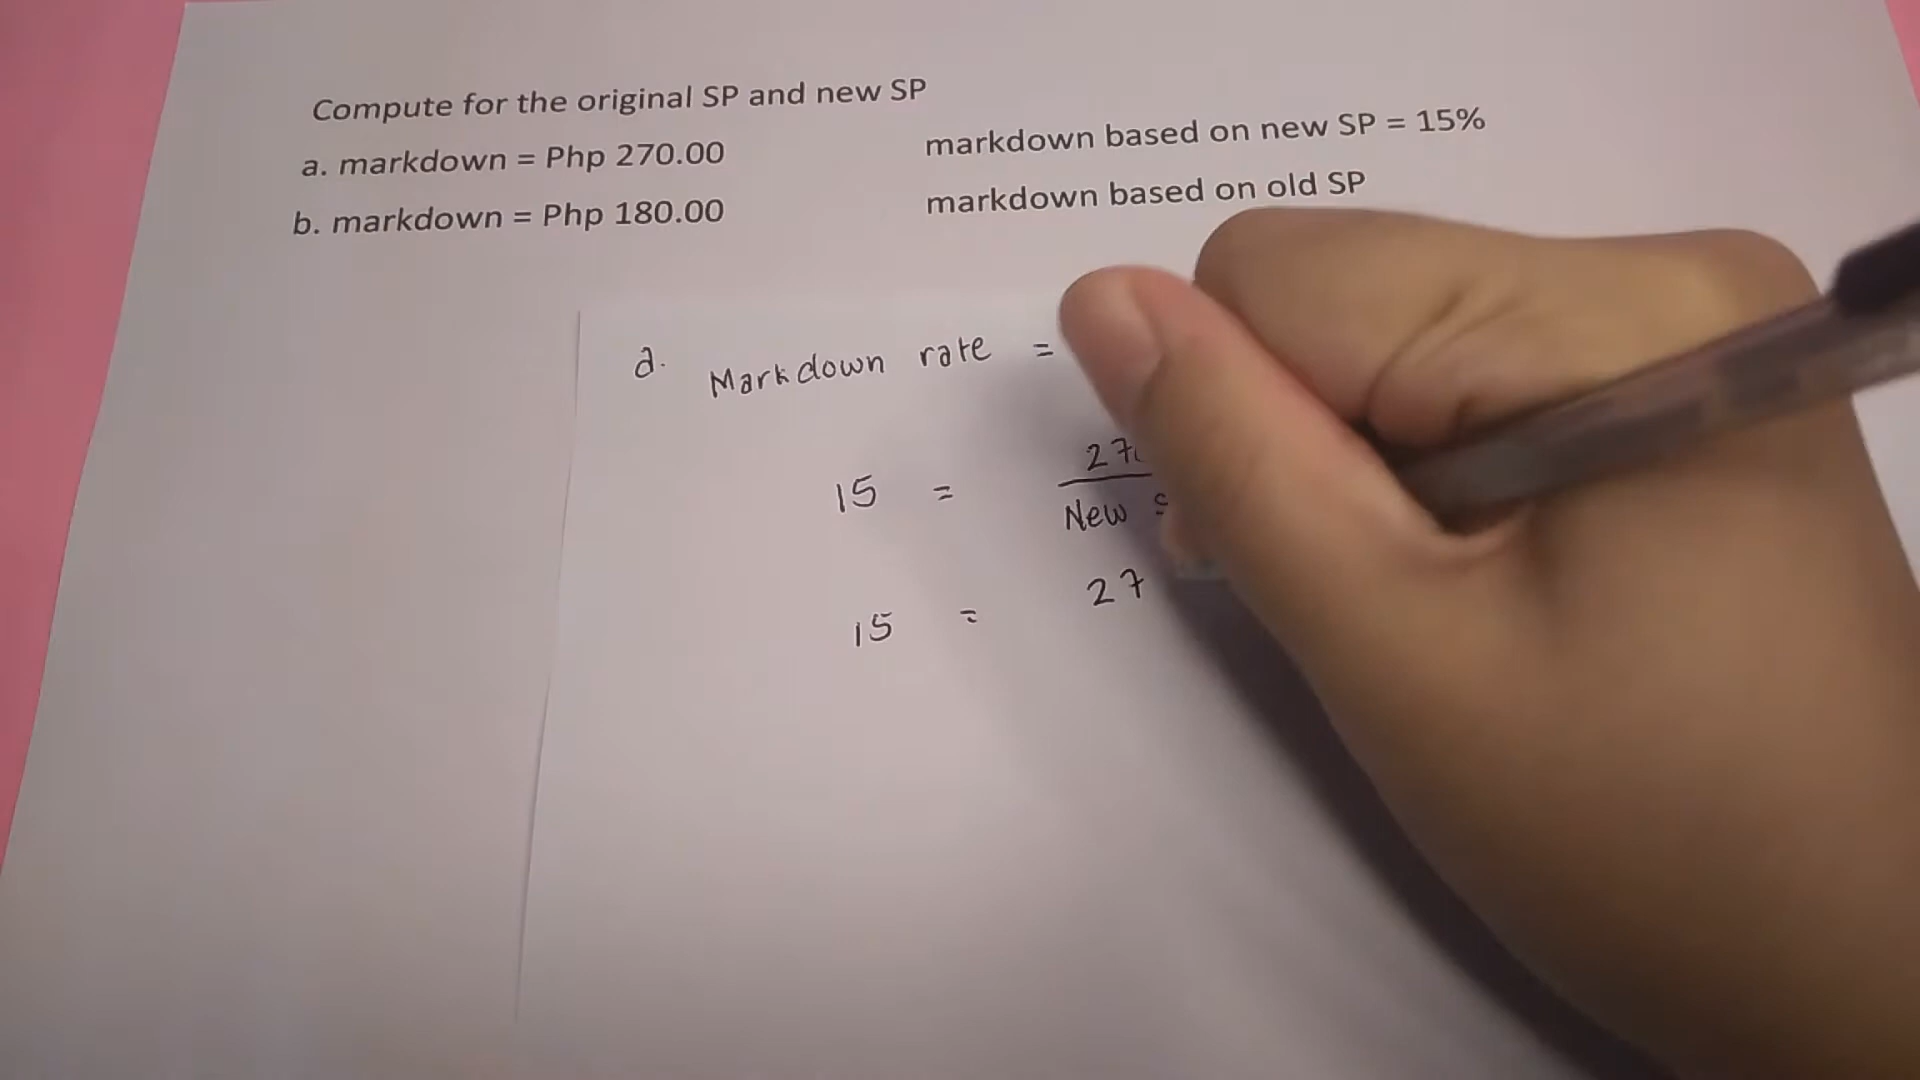 Compute for the original SP and new SP
a. markdown = Php 270.00 markdown based on new SP = 15%
b. markdown = Php 180.00 markdown based on old SP
a. Markdown rate =
15 = 27
New
15 = 27